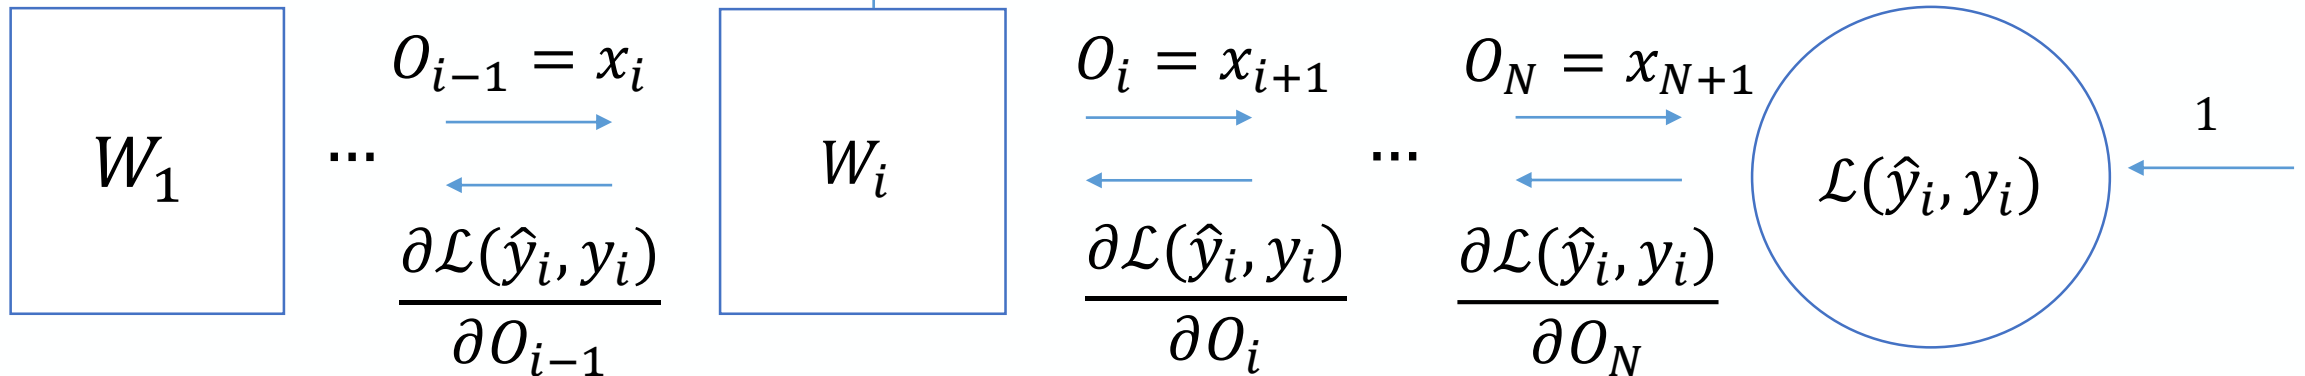 O_{i−1} = x_i
O_i = x_{i+1}
O_N = x_{N+1}
1
W_1
...
W_i
...
ℒ(ŷ_i, y_i)
∂ℒ(ŷ_i, y_i)
∂O_{i−1}
∂ℒ(ŷ_i, y_i)
∂O_i
∂ℒ(ŷ_i, y_i)
∂O_N